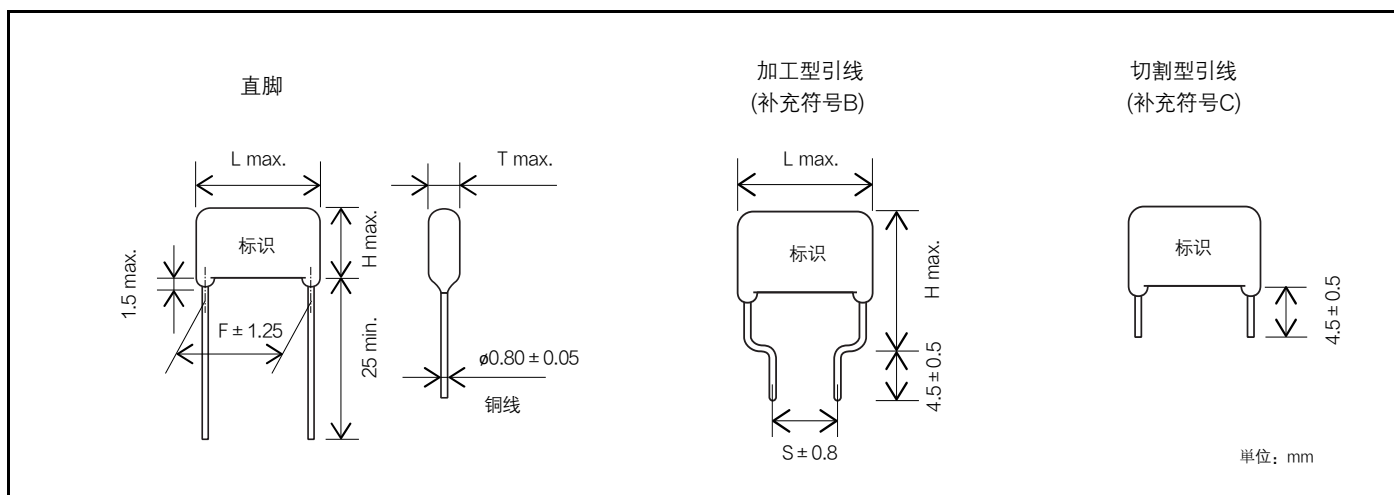 直脚
L max.
T max.
标识
H max.
1.5 max.
F±1.25
25 min.
ø0.80±0.05
铜线
加工型引线
(补充符号B)
L max.
标识
H max.
4.5±0.5
S±0.8
切割型引线
(补充符号C)
标识
4.5±0.5
単位：mm